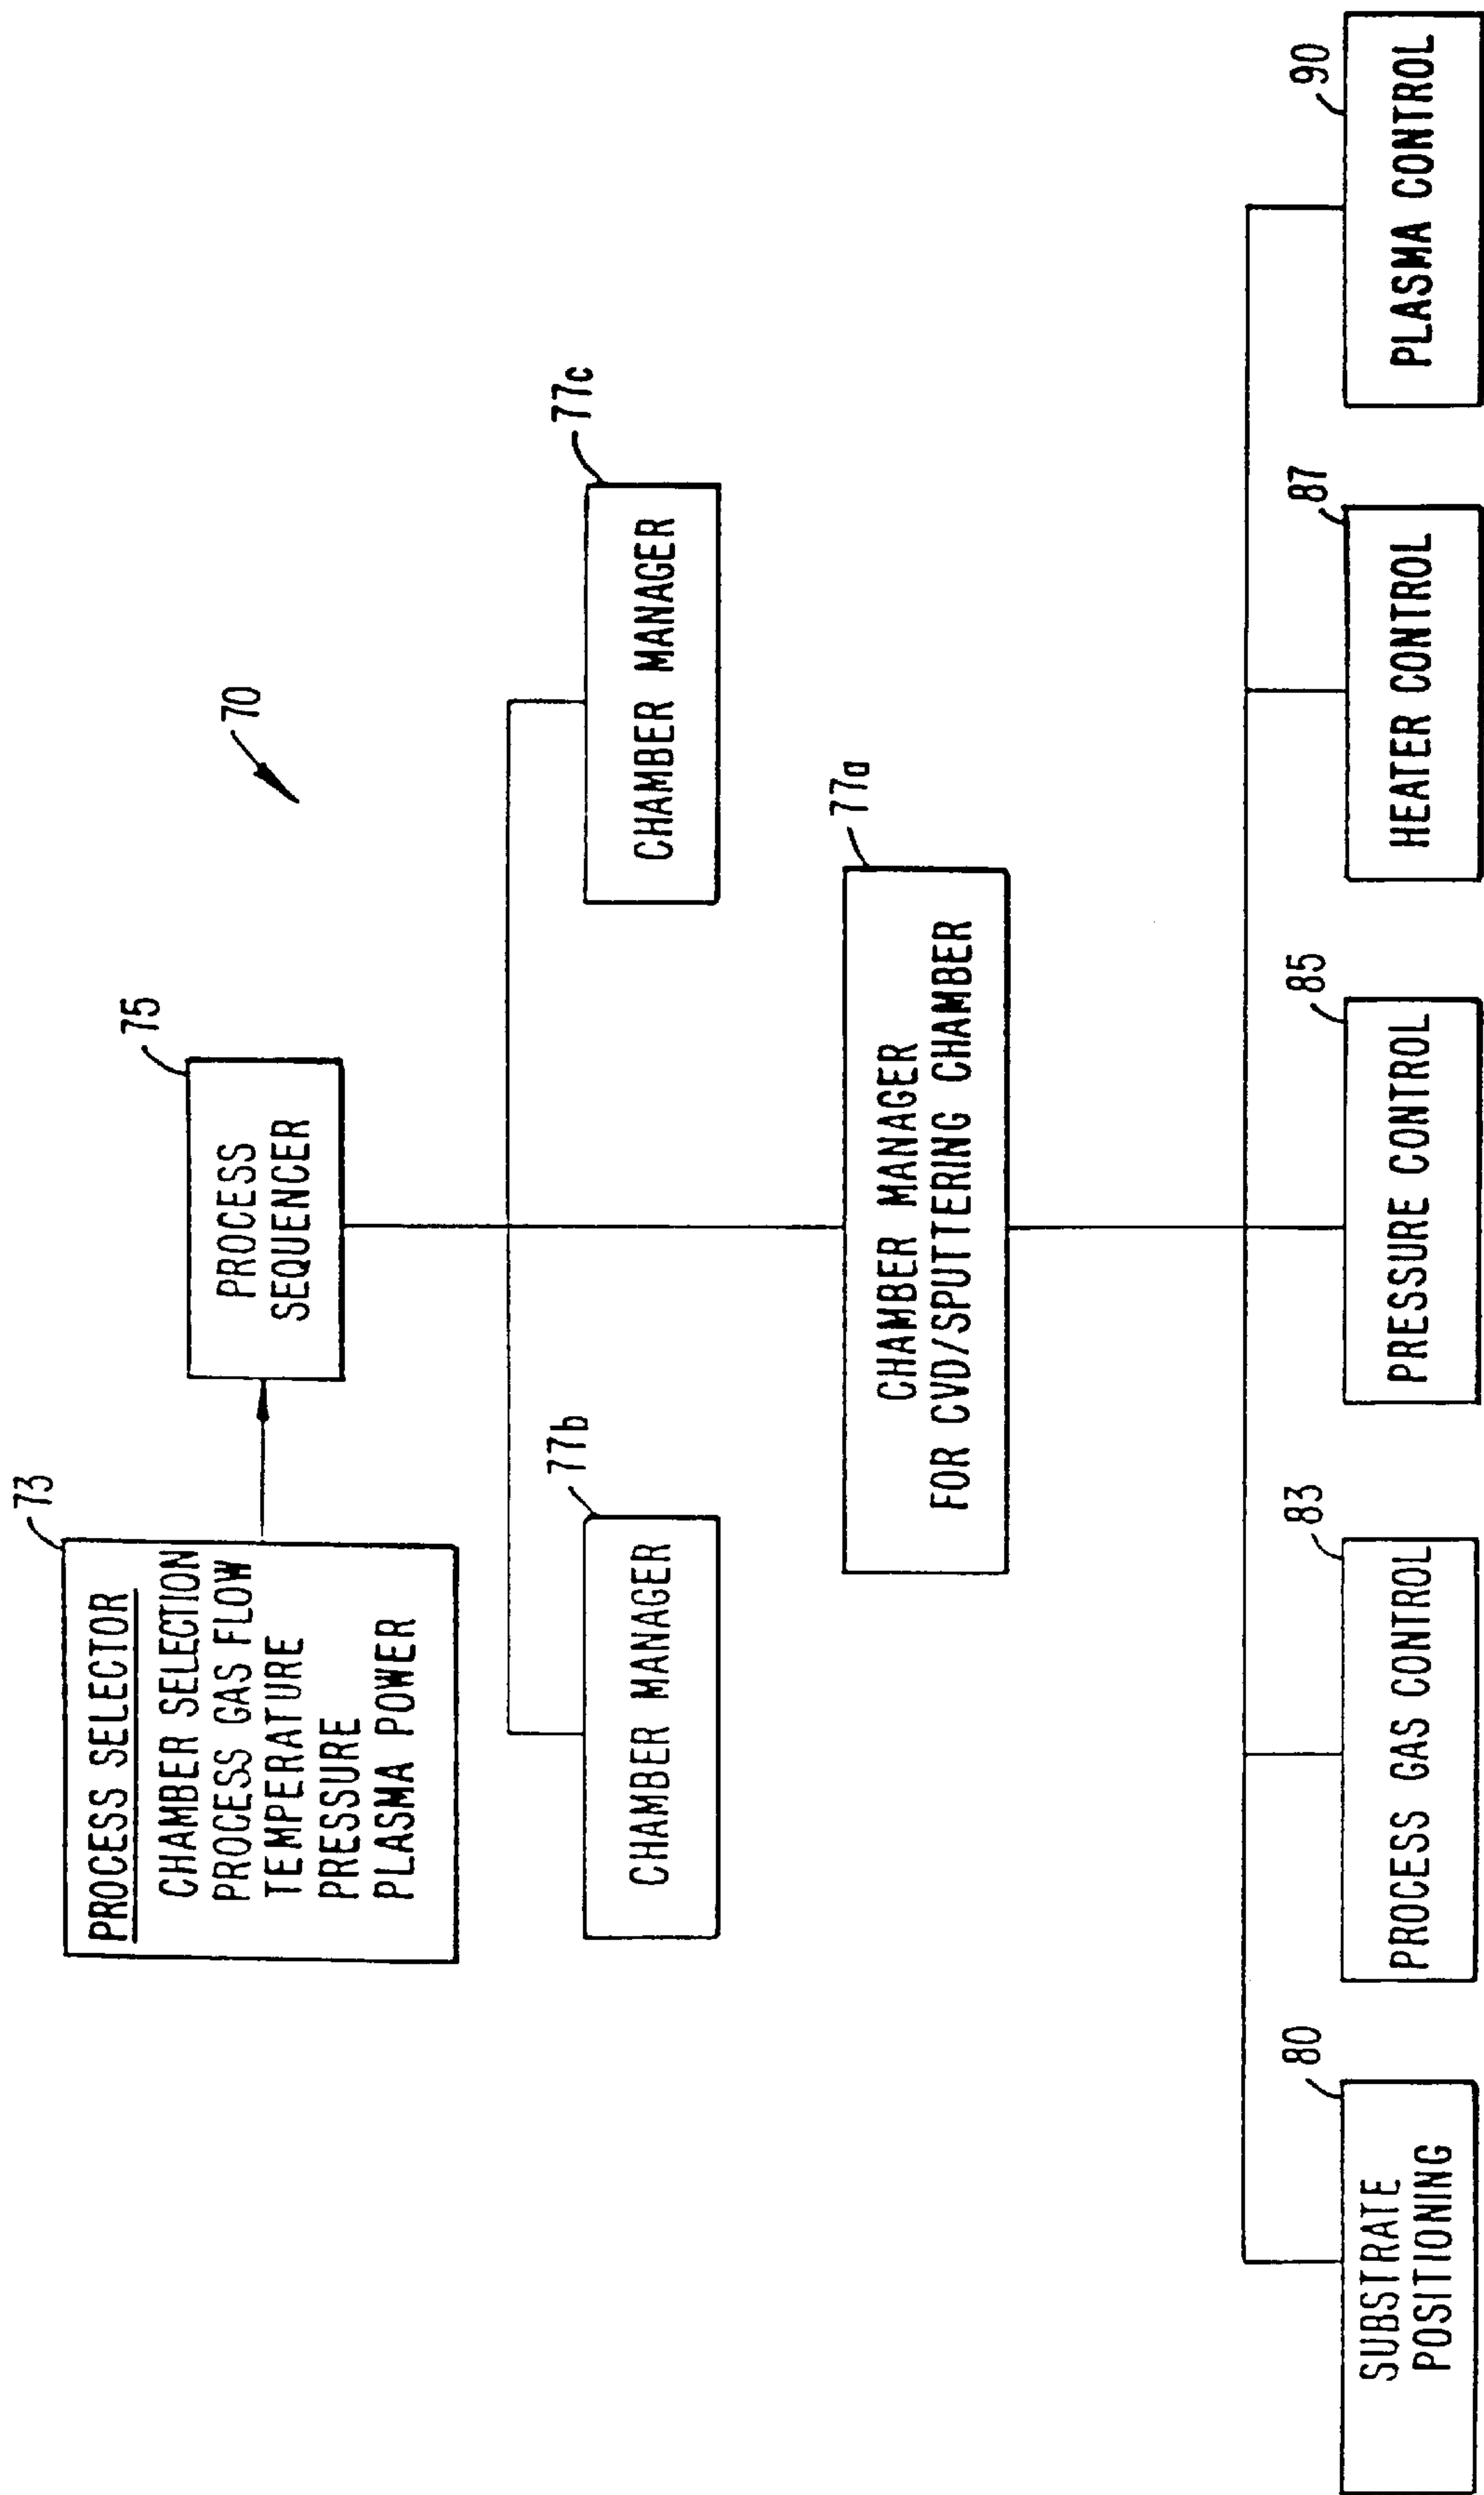 70
73
PROCESS SELECTOR
CHAMBER SELECTION
PROCESS GAS FLOW
TEMPERATURE
PRESSURE
PLASMA POWER
75
PROCESS
SEQUENCER
77b
CHAMBER MANAGER
77c
CHAMBER MANAGER
77a
CHAMBER MANAGER
FOR CVD/SPUTTERING CHAMBER
80
SUBSTRATE
POSITIONING
83
PROCESS GAS CONTROL
85
PRESSURE CONTROL
87
HEATER CONTROL
90
PLASMA CONTROL